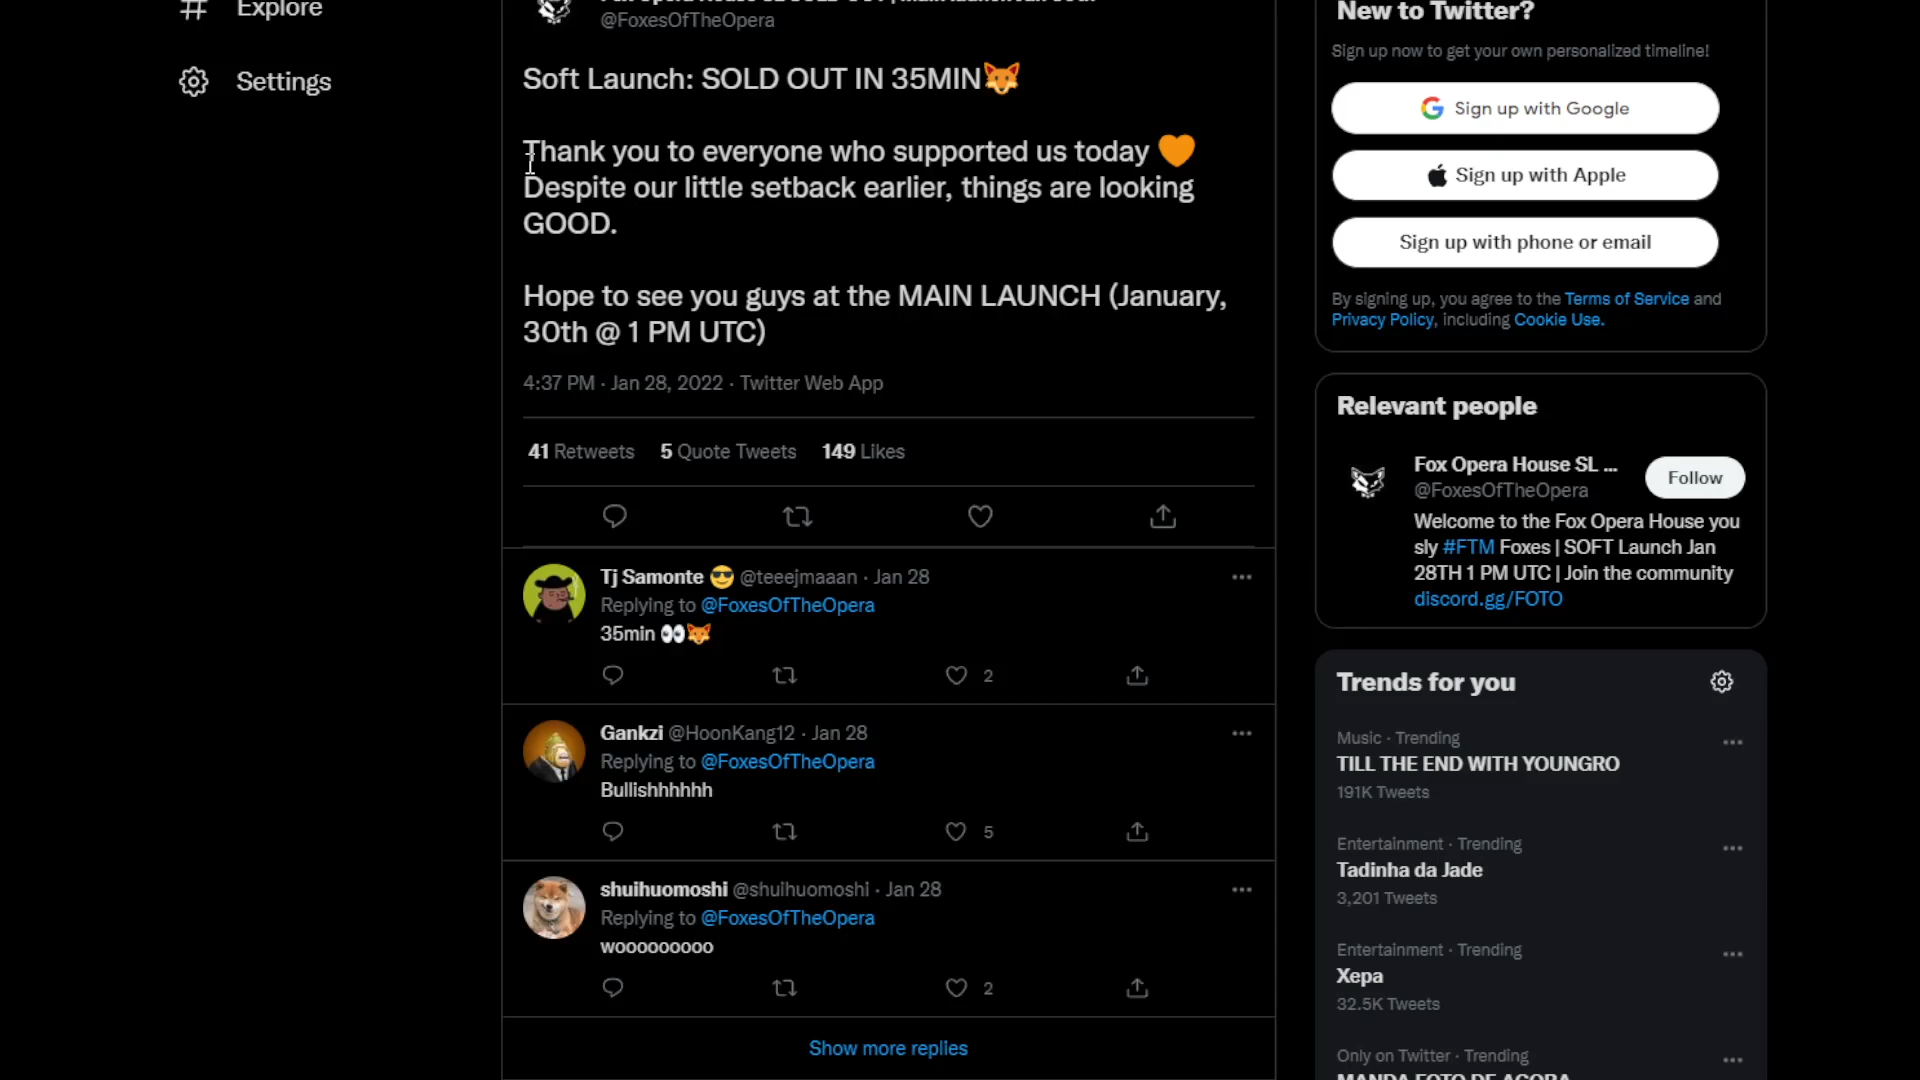 Explore
Settings
@FoxesOfTheOpera
Soft Launch: SOLD OUT IN 35MIN🦊
Thank you to everyone who supported us today 🧡
Despite our little setback earlier, things are looking
GOOD.
Hope to see you guys at the MAIN LAUNCH (January,
30th @ 1 PM UTC)
4:37 PM · Jan 28, 2022 · Twitter Web App
41 Retweets 5 Quote Tweets 149 Likes
Tj Samonte 😎 @teeejmaaan · Jan 28
Replying to @FoxesOfTheOpera
35min 👀🦊
2
Gankzi @HoonKang12 · Jan 28
Replying to @FoxesOfTheOpera
Bullishhhhhh
5
shuihuomoshi @shuihuomoshi · Jan 28
Replying to @FoxesOfTheOpera
wooooooooo
2
Show more replies
New to Twitter?
Sign up now to get your own personalized timeline!
Sign up with Google
Sign up with Apple
Sign up with phone or email
By signing up, you agree to the Terms of Service and
Privacy Policy, including Cookie Use.
Relevant people
Fox Opera House SL ...
Follow
@FoxesOfTheOpera
Welcome to the Fox Opera House you
sly #FTM Foxes | SOFT Launch Jan
28TH 1 PM UTC | Join the community
discord.gg/FOTO
Trends for you
Music · Trending
TILL THE END WITH YOUNGRO
191K Tweets
Entertainment · Trending
Tadinha da Jade
3,201 Tweets
Entertainment · Trending
Xepa
32.5K Tweets
Only on Twitter · Trending
MANDA FOTO DE AGORA